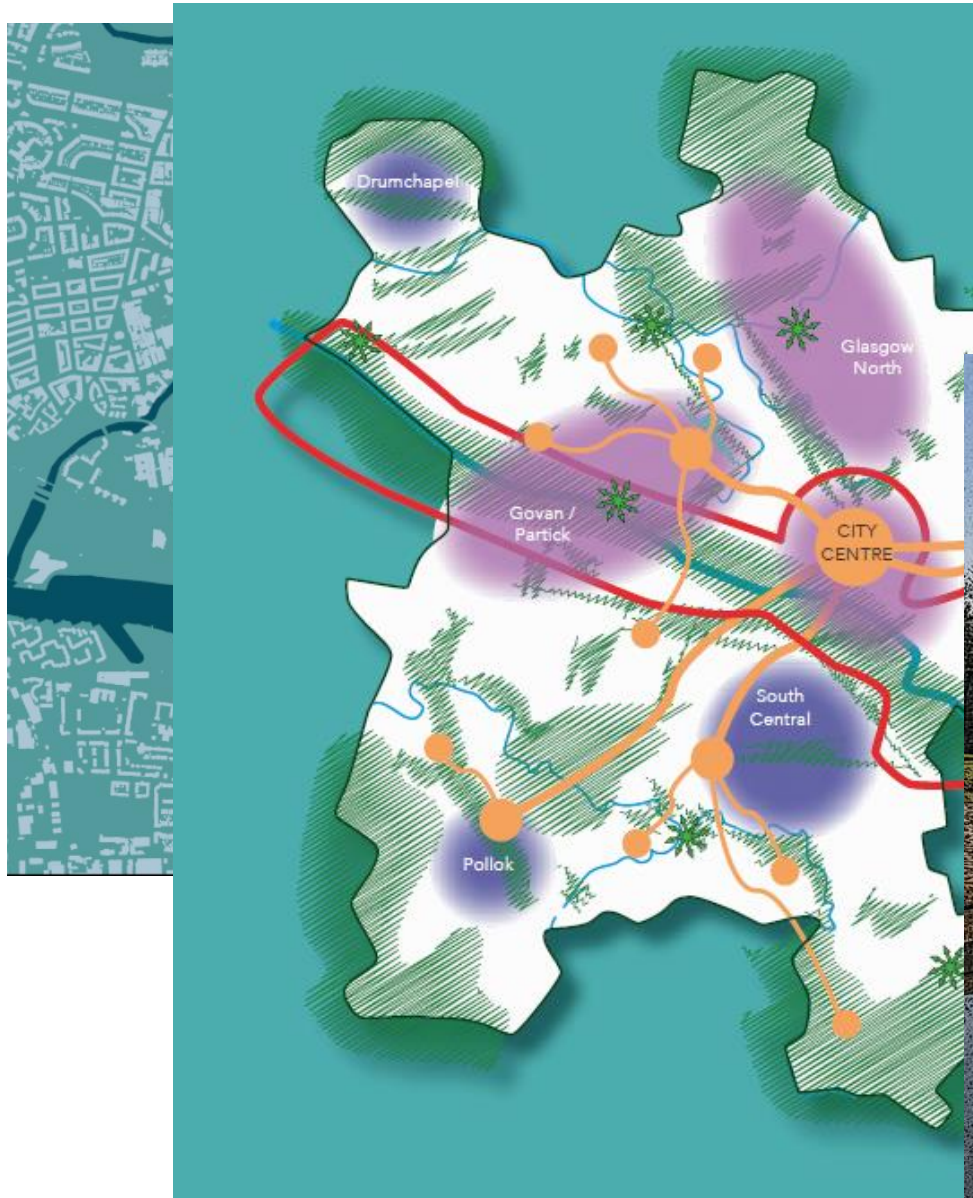 Drumchapel
Glasgow
North
Govan /
Partick
CITY
CENTRE
South
Central
Pollok